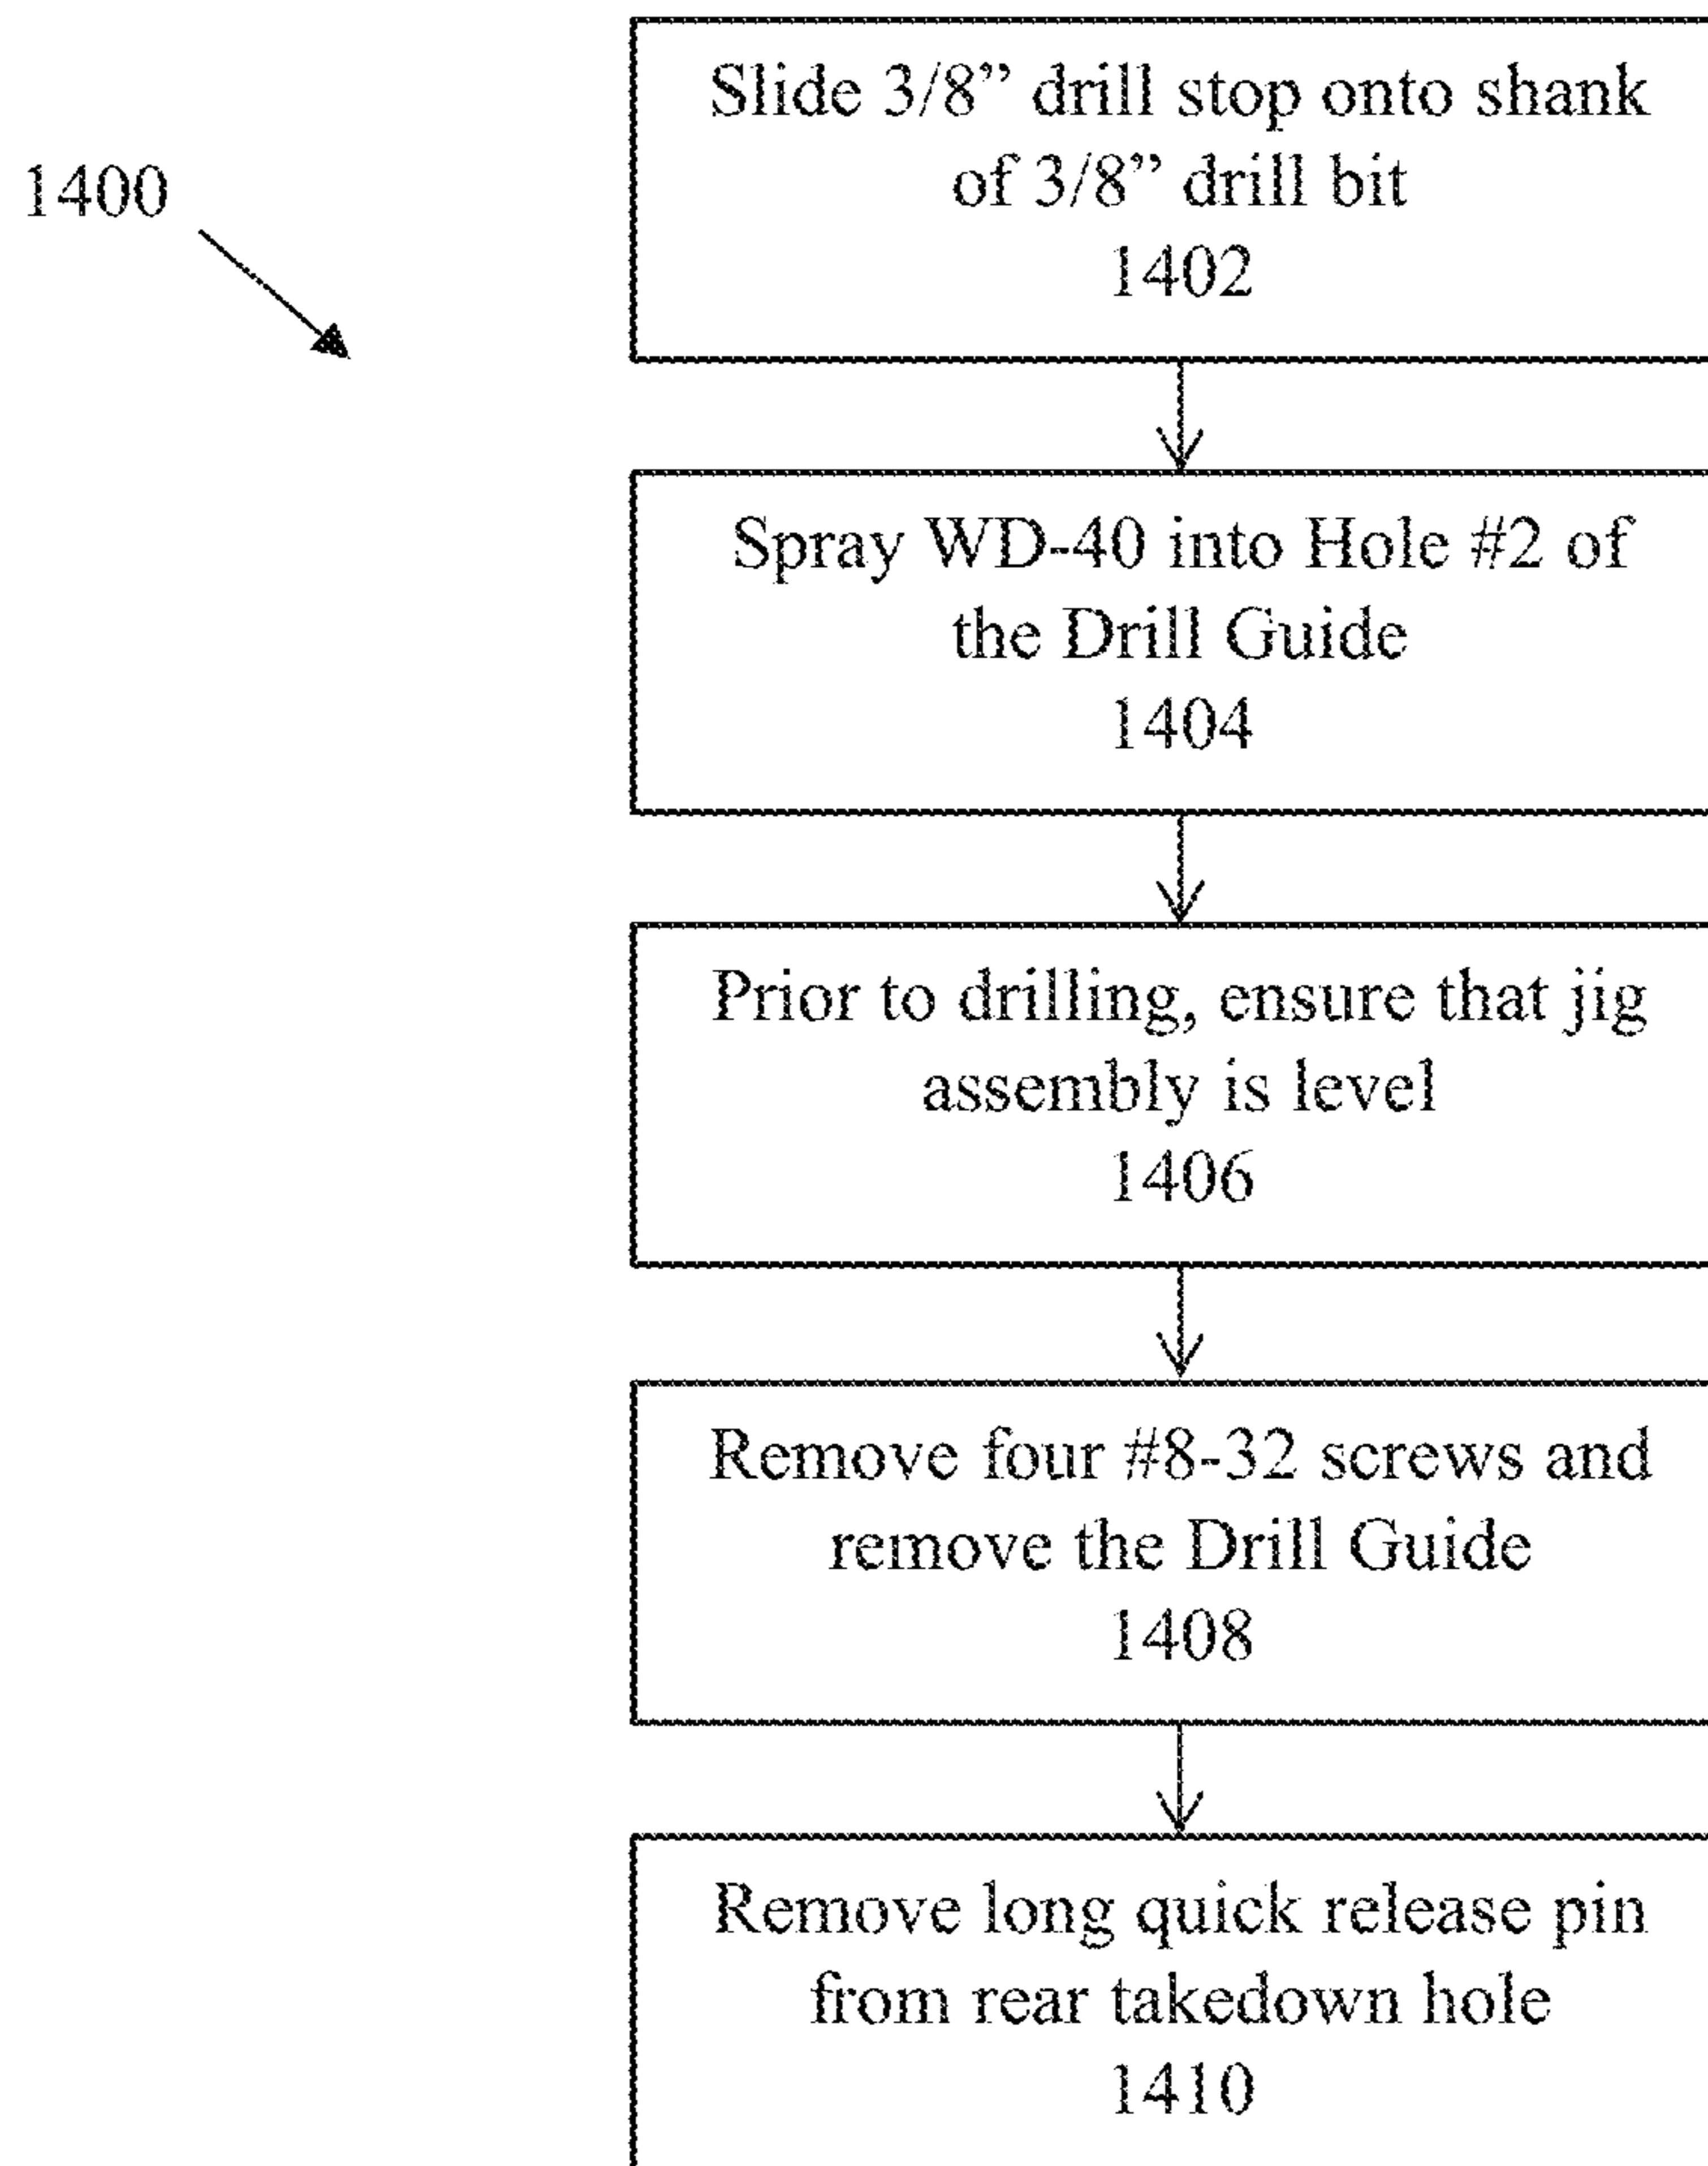 1400
Slide 3/8” drill stop onto shank
of 3/8” drill bit
1402
Spray WD-40 into Hole #2 of
the Drill Guide
1404
Prior to drilling, ensure that jig
assembly is level
1406
Remove four #8-32 screws and
remove the Drill Guide
1408
Remove long quick release pin
from rear takedown hole
1410